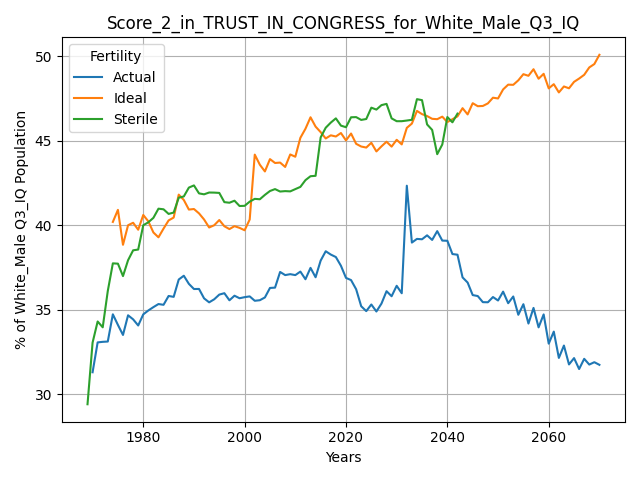 Score_2_in_TRUST_IN_CONGRESS_for_White_Male_Q3_IQ
Fertility
Actual
Ideal
Sterile
% of White_Male Q3_IQ Population
50
45
40
35
30
1980
2000
2020
2040
2060
Years